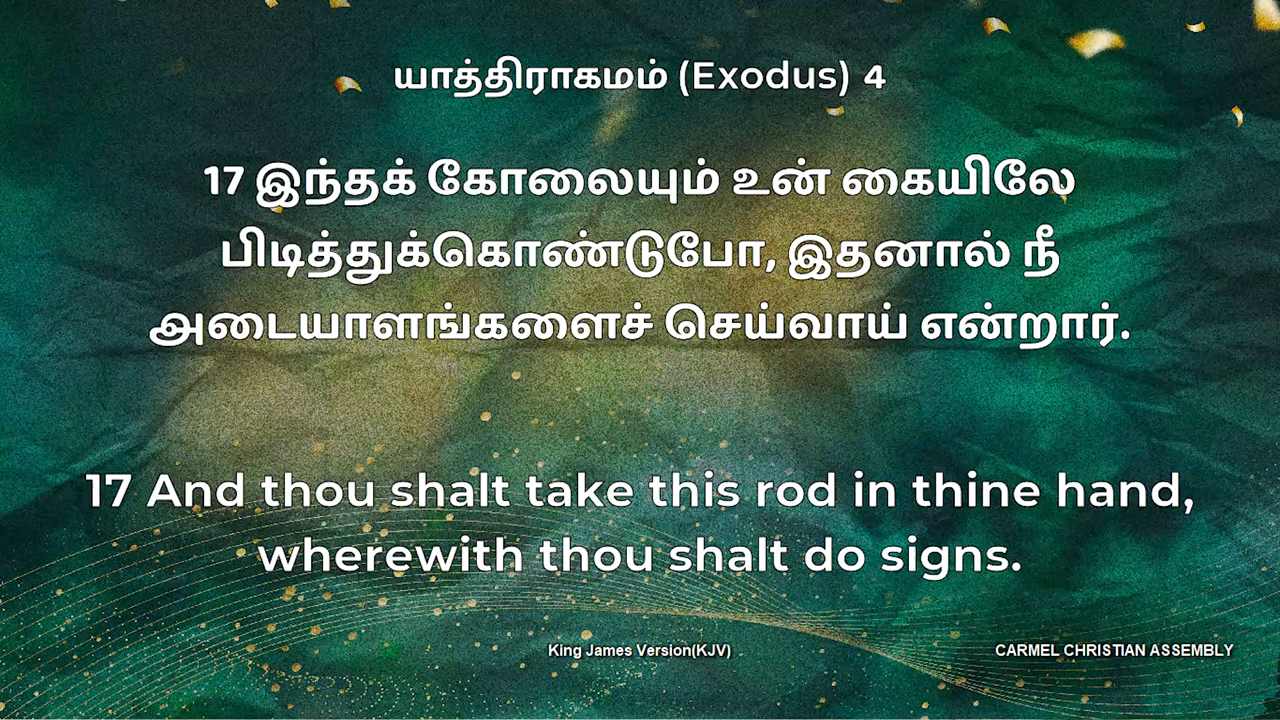 யாத்திராகமம் (Exodus) 4
17 இந்தக் கோலையும் உன் கையிலே
பிடித்துக்கொண்டுபோ, இதனால் நீ
அடையாளங்களைச் செய்வாய் என்றார்.
17 And thou shalt take this rod in thine hand,
wherewith thou shalt do signs.
King James Version(KJV)
CARMEL CHRISTIAN ASSEMBLY